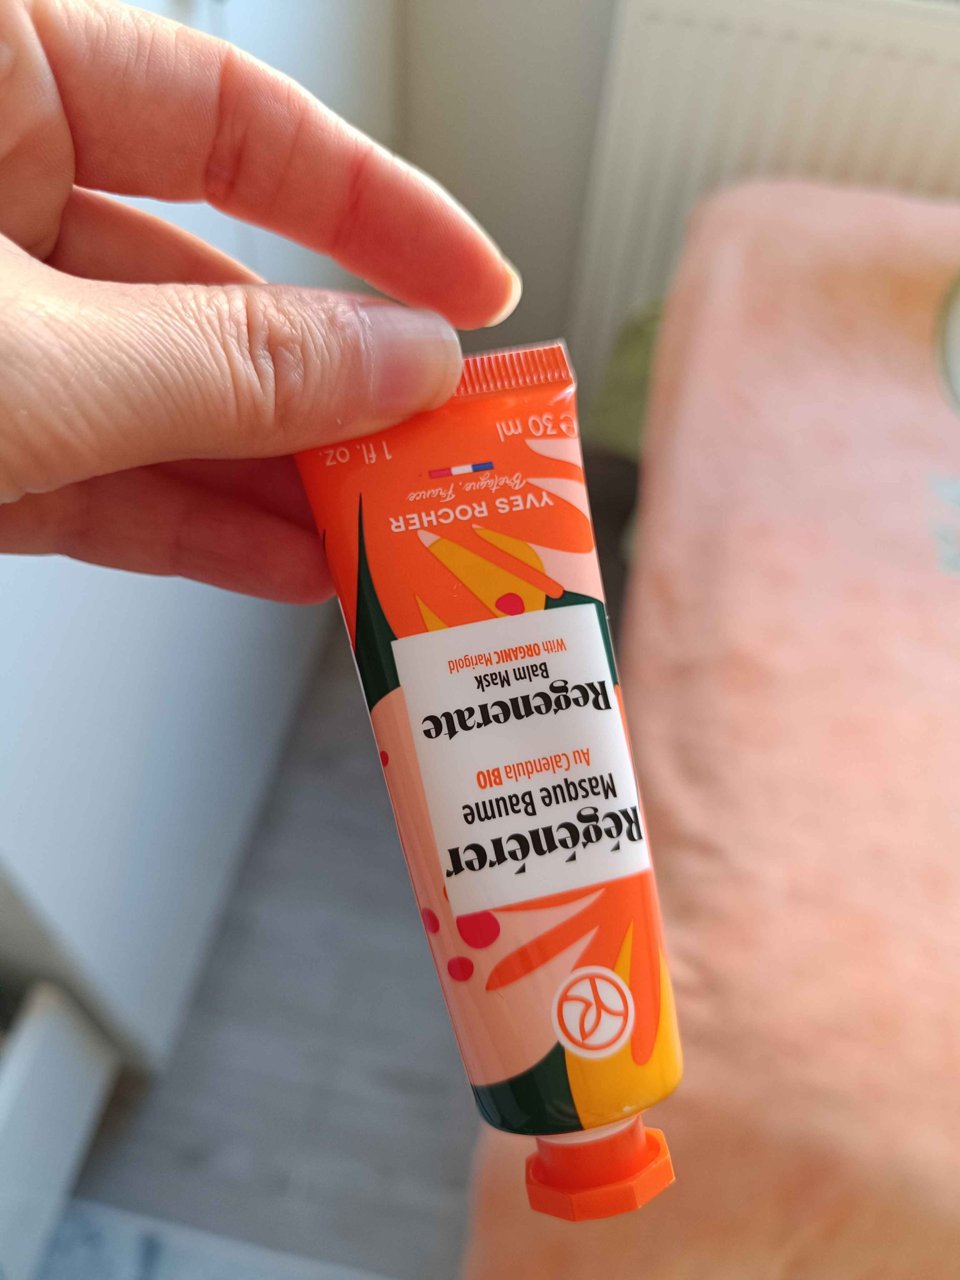 Régénérer
Masque Baume
Au Calendula BIO
Regenerate
Balm Mask
With ORGANIC Marigold
YVES ROCHER
Bretagne, France
e 30 ml 1 fl. oz.